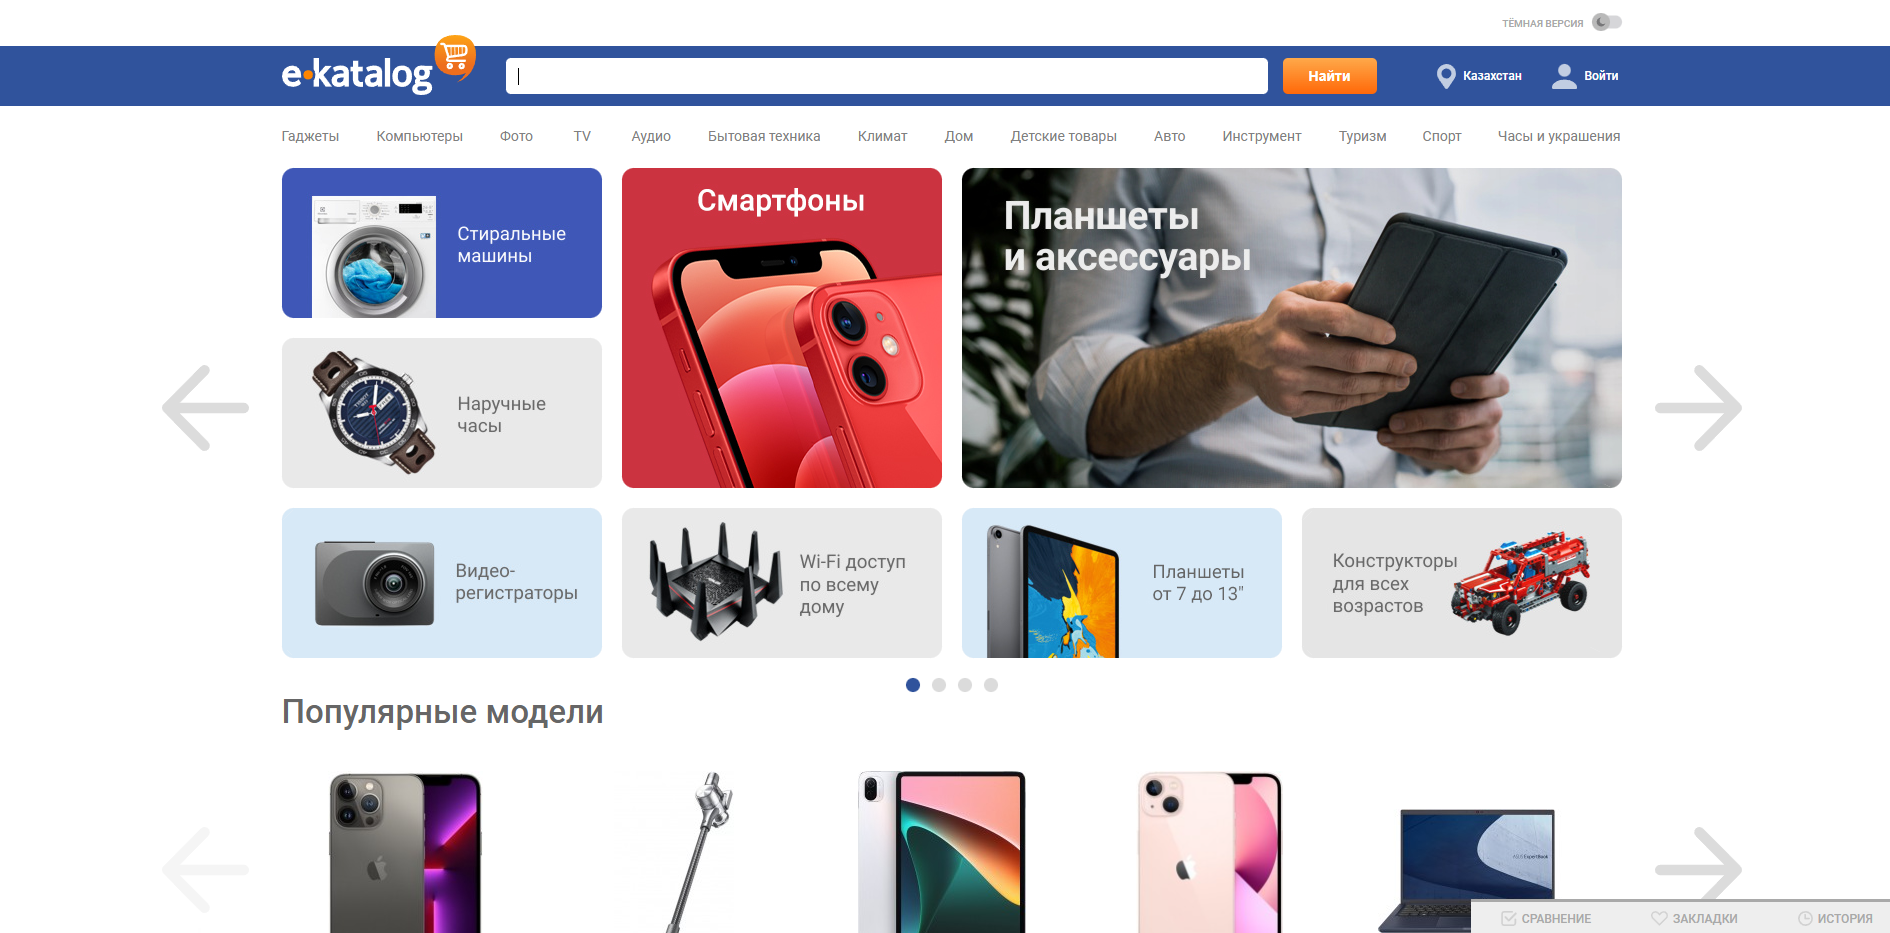 ТЁМНАЯ ВЕРСИЯ
e-katalog
Найти
Казахстан
Войти
Гаджеты
Компьютеры
Фото
TV
Аудио
Бытовая техника
Климат
Дом
Детские товары
Авто
Инструмент
Туризм
Спорт
Часы и украшения
Стиральные
машины
Смартфоны
Планшеты
и аксессуары
Наручные
часы
Видео-
регистраторы
Wi-Fi доступ
по всему
дому
Планшеты
от 7 до 13"
Конструкторы
для всех
возрастов
Популярные модели
ASUS ExpertBook
СРАВНЕНИЕ
ЗАКЛАДКИ
ИСТОРИЯ